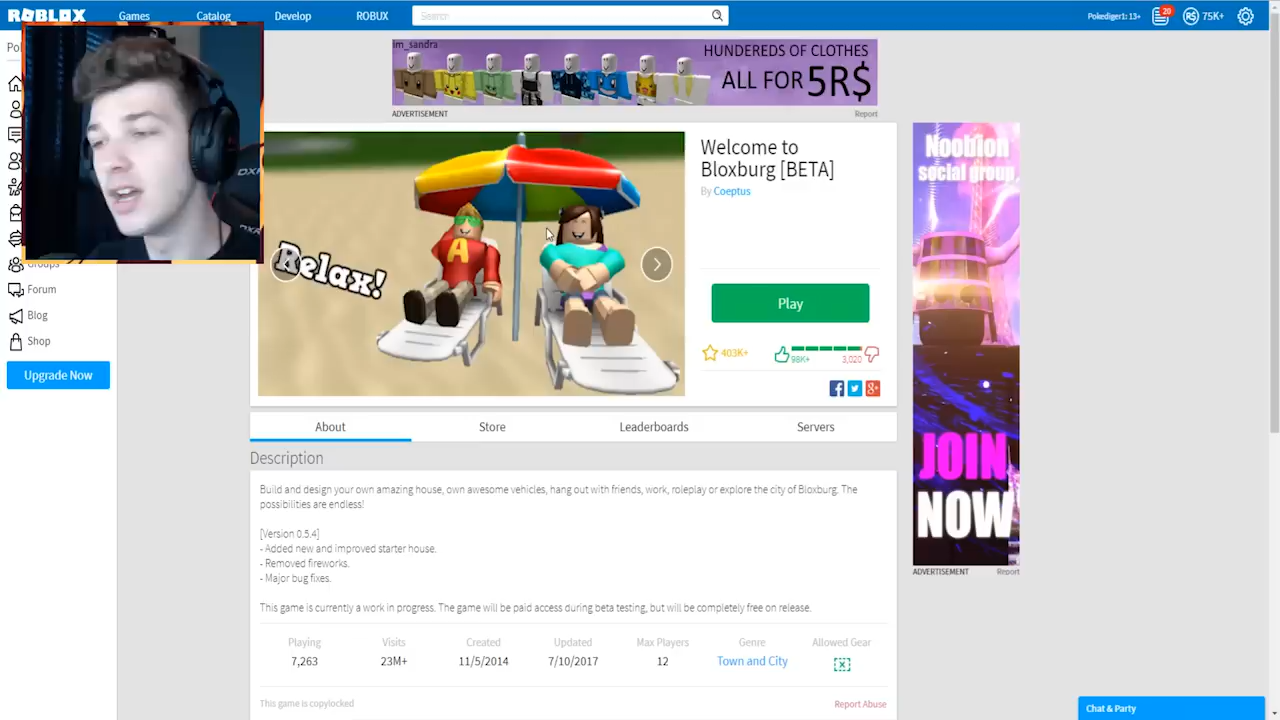 ROBLOX Games Catalog Develop ROBUX Search Pokediger1: 13+ 20 R$ 75K+
im_sandra
HUNDEREDS OF CLOTHES
ALL FOR 5R$
ADVERTISEMENT Report
Groups
Forum
Blog
Shop
Upgrade Now
Relax!
A
Welcome to
Bloxburg [BETA]
By Coeptus
Play
403K+ 98K+ 3,020
Nooblon
social group
JOIN
NOW
ADVERTISEMENT Report
About Store Leaderboards Servers
Description
Build and design your own amazing house, own awesome vehicles, hang out with friends, work, roleplay or explore the city of Bloxburg. The
possibilities are endless!
[Version 0.5.4]
- Added new and improved starter house.
- Removed fireworks.
- Major bug fixes.
This game is currently a work in progress. The game will be paid access during beta testing, but will be completely free on release.
Playing Visits Created Updated Max Players Genre Allowed Gear
7,263 23M+ 11/5/2014 7/10/2017 12 Town and City
This game is copylocked Report Abuse
Chat & Party